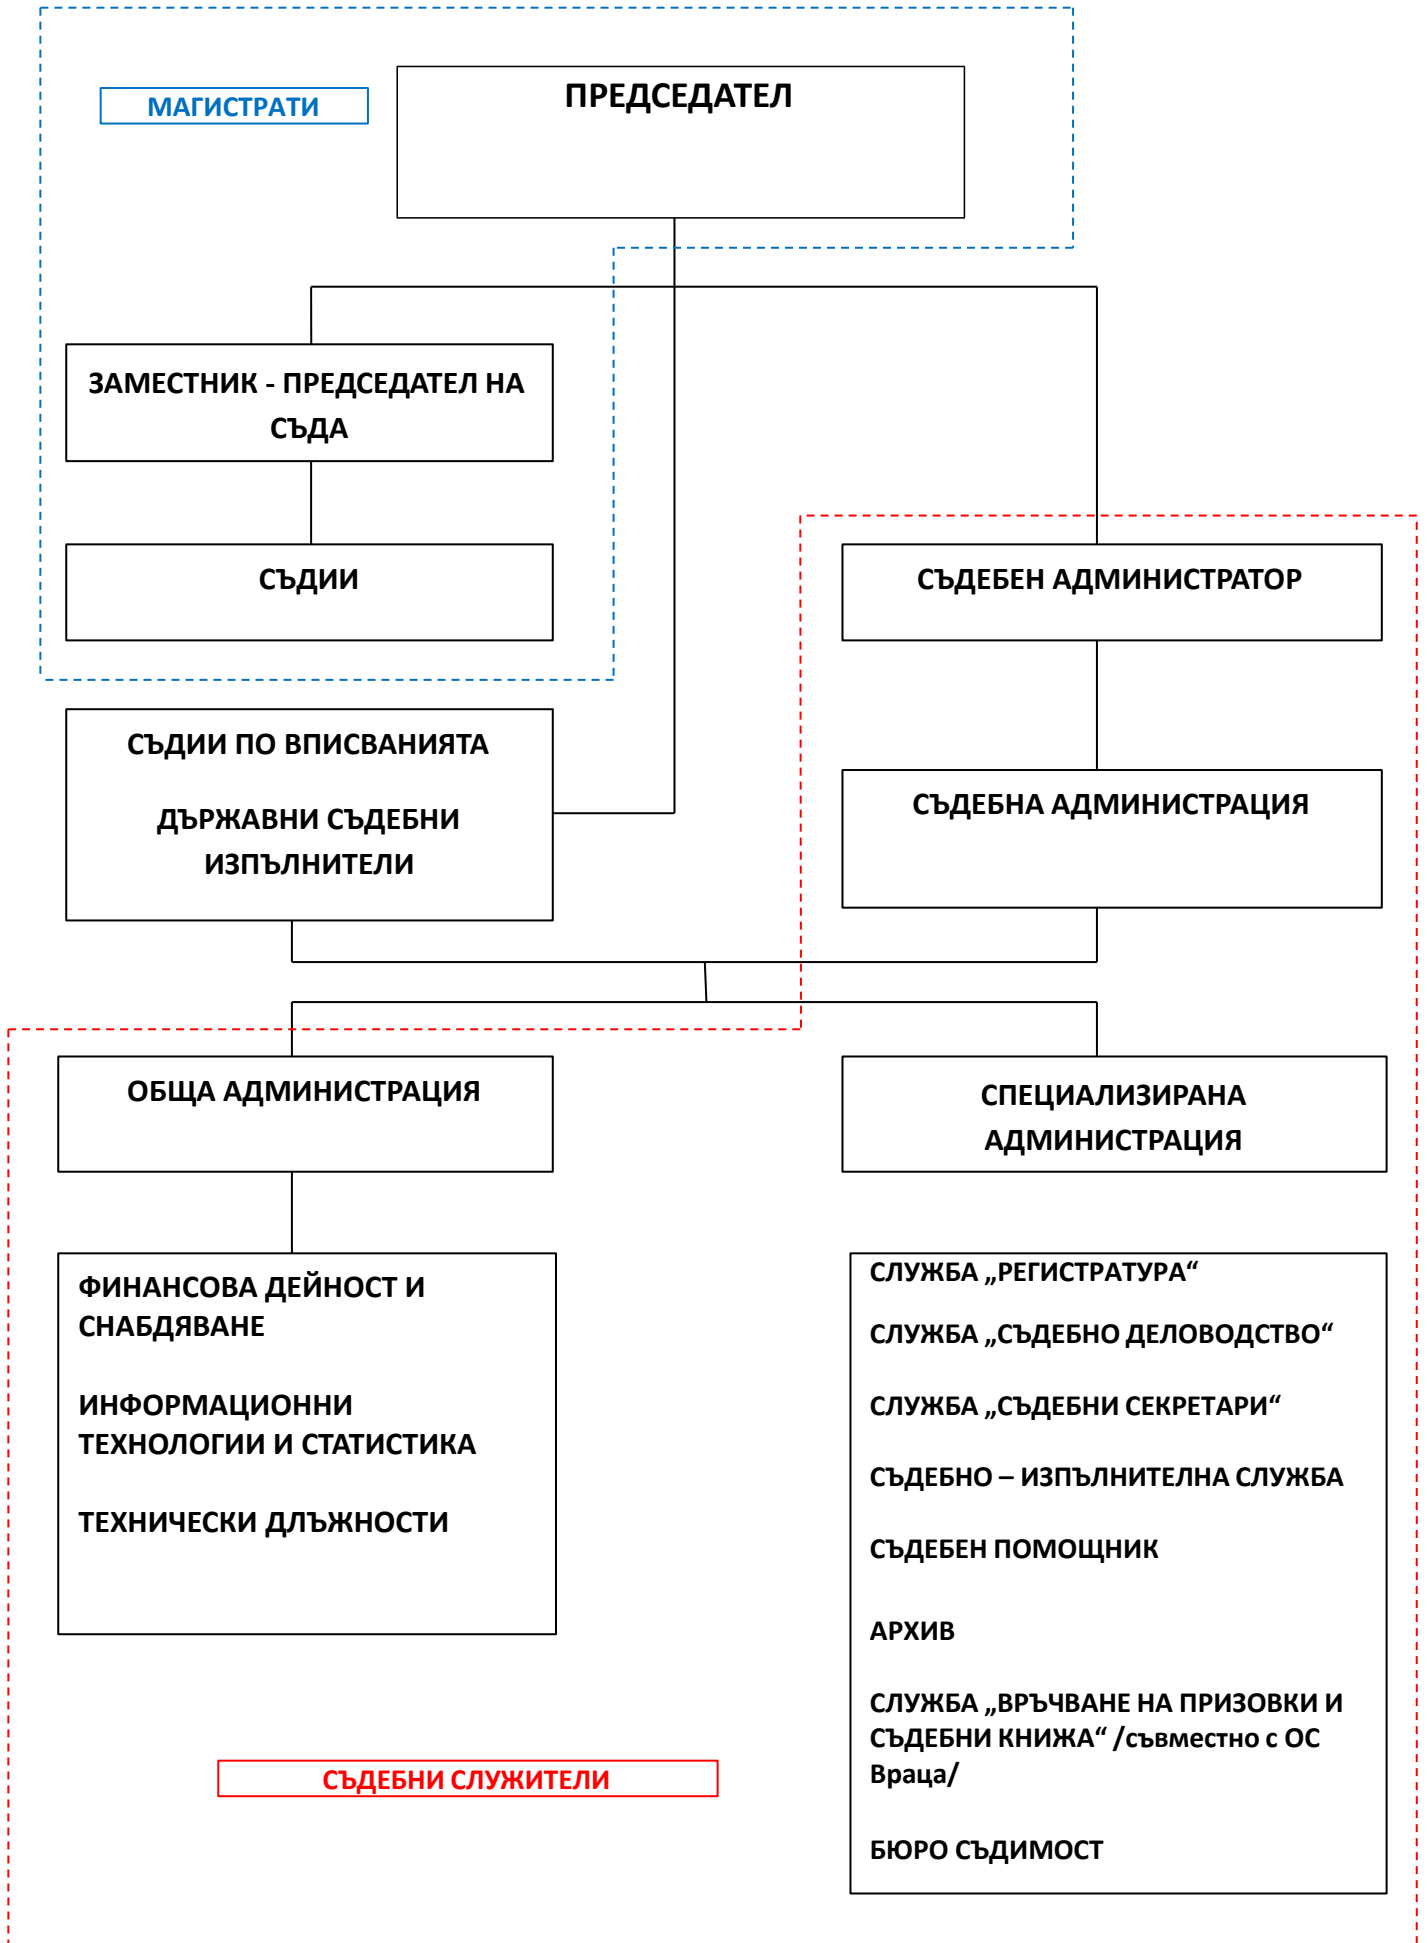 МАГИСТРАТИ
ПРЕДСЕДАТЕЛ
ЗАМЕСТНИК - ПРЕДСЕДАТЕЛ НА
СЪДА
СЪДИИ
СЪДЕБЕН АДМИНИСТРАТОР
СЪДИИ ПО ВПИСВАНИЯТА
ДЪРЖАВНИ СЪДЕБНИ
ИЗПЪЛНИТЕЛИ
СЪДЕБНА АДМИНИСТРАЦИЯ
ОБЩА АДМИНИСТРАЦИЯ
СПЕЦИАЛИЗИРАНА
АДМИНИСТРАЦИЯ
ФИНАНСОВА ДЕЙНОСТ И
СНАБДЯВАНЕ
ИНФОРМАЦИОННИ
ТЕХНОЛОГИИ И СТАТИСТИКА
ТЕХНИЧЕСКИ ДЛЪЖНОСТИ
СЛУЖБА „РЕГИСТРАТУРА“
СЛУЖБА „СЪДЕБНО ДЕЛОВОДСТВО“
СЛУЖБА „СЪДЕБНИ СЕКРЕТАРИ“
СЪДЕБНО – ИЗПЪЛНИТЕЛНА СЛУЖБА
СЪДЕБЕН ПОМОЩНИК
АРХИВ
СЛУЖБА „ВРЪЧВАНЕ НА ПРИЗОВКИ И
СЪДЕБНИ КНИЖА“ /съвместно с ОС
Враца/
БЮРО СЪДИМОСТ
СЪДЕБНИ СЛУЖИТЕЛИ